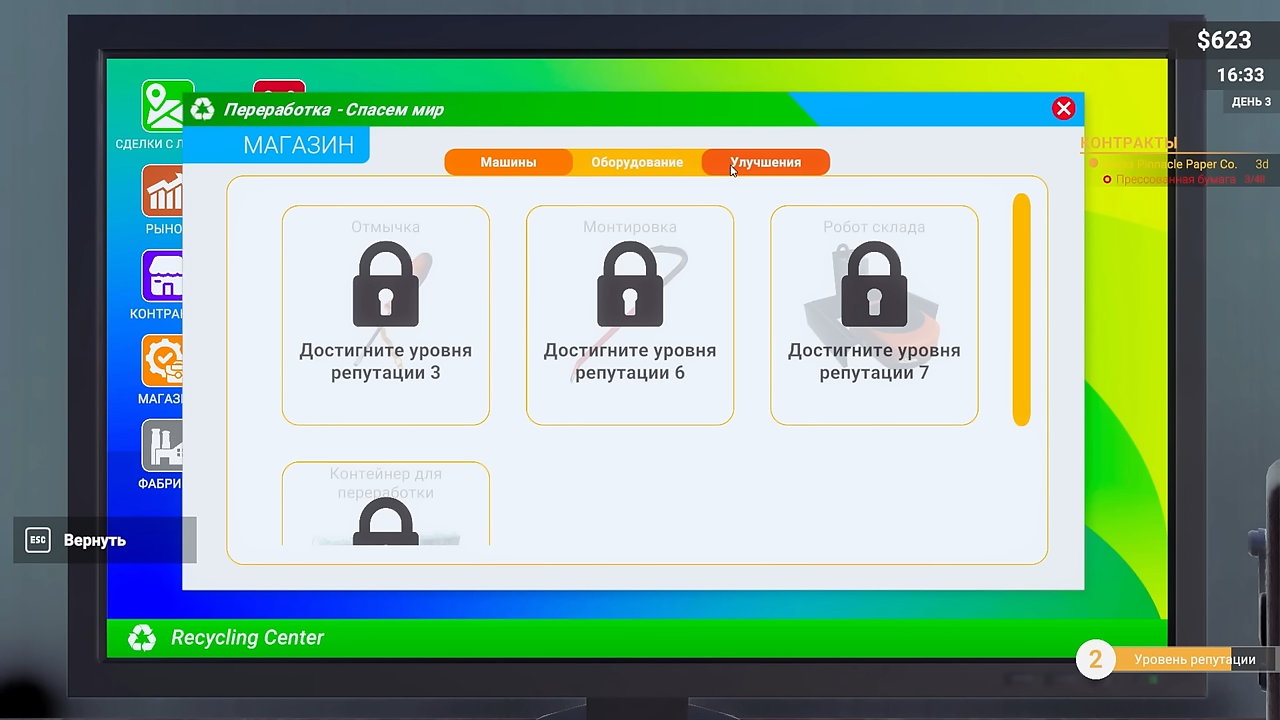 $623
16:33
ДЕНЬ 3
КОНТРАКТЫ
Pinnacle Paper Co. 3d
Прессованная бумага 3/48
Переработка - Спасем мир
МАГАЗИН
Машины
Оборудование
Улучшения
СДЕЛКИ С Л
РЫНО
КОНТРАК
МАГАЗ
ФАБРИ
Отмычка
Достигните уровня
репутации 3
Монтировка
Достигните уровня
репутации 6
Робот склада
Достигните уровня
репутации 7
Контейнер для
переработки
ESC Вернуть
Recycling Center
2 Уровень репутации